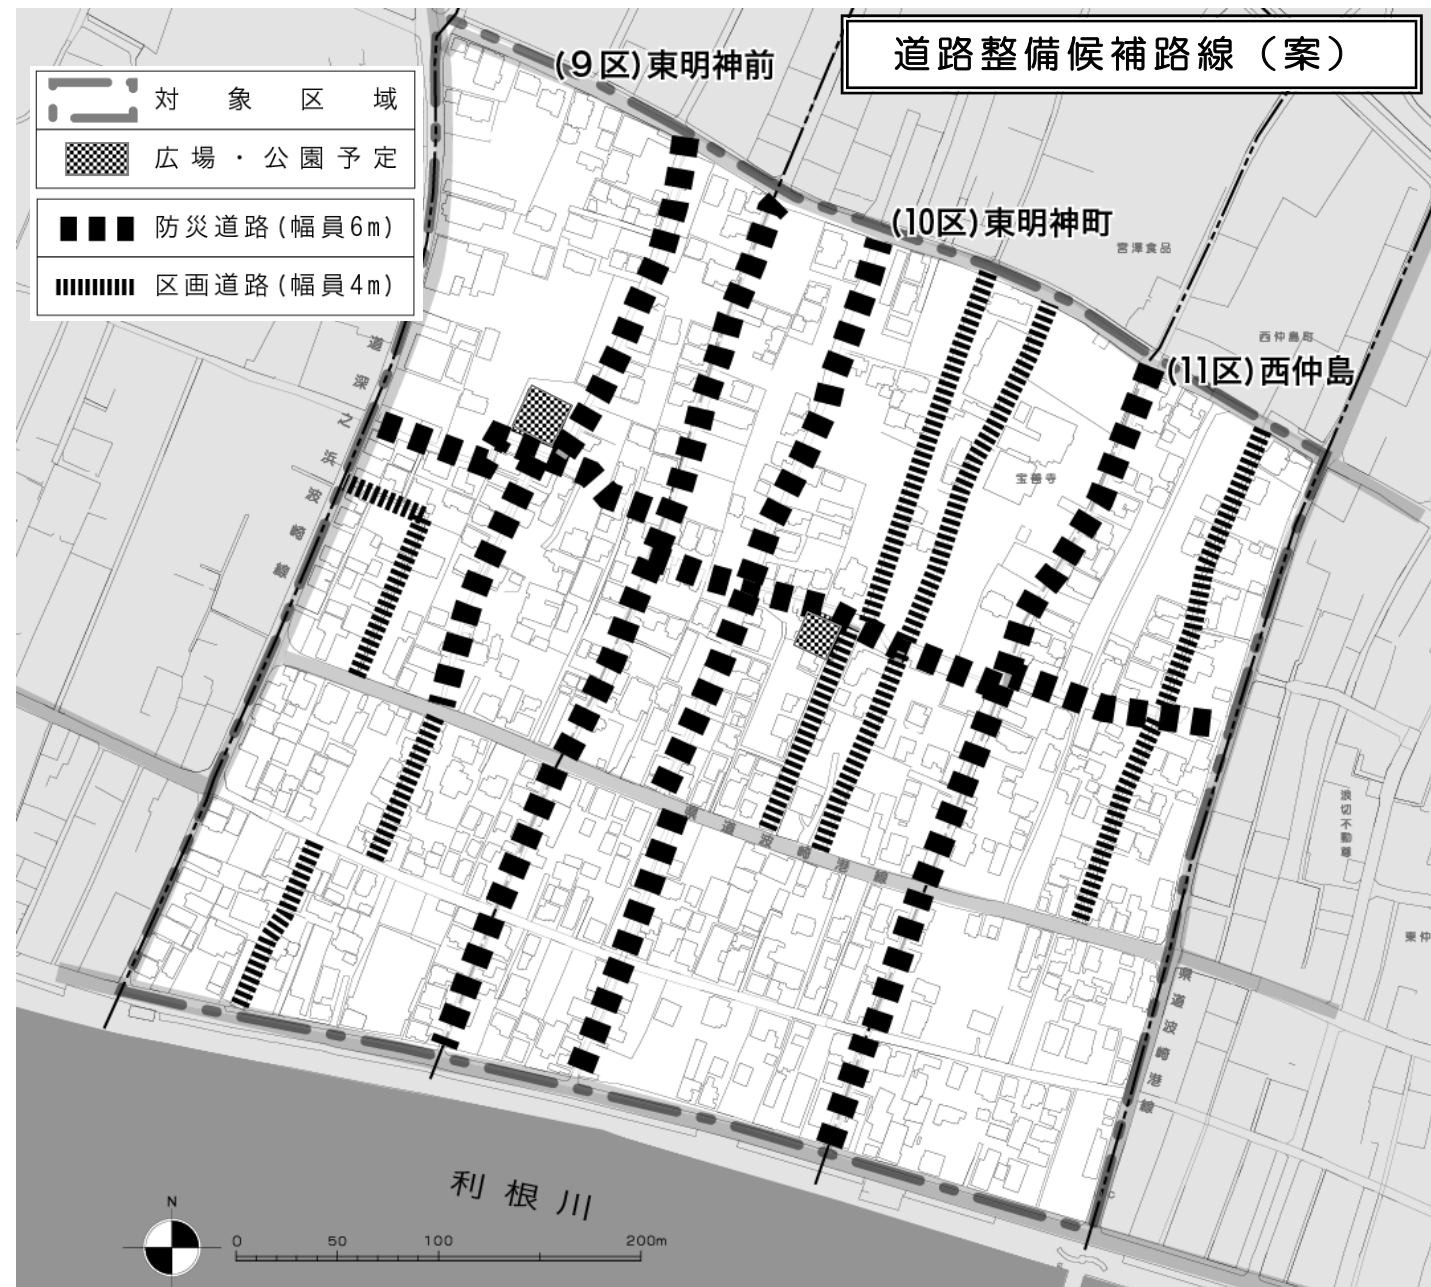 道路整備候補路線（案）
(9区)東明神前
対象区域
広場・公園予定
防災道路(幅員6m)
区画道路(幅員4m)
(10区)東明神町
宮澤食品
西仲島町
(11区)西仲島
道深之浜波崎線
宝善寺
浪切不動尊
県道波崎港線
東仲
県道波崎港線
利根川
N
0 50 100 200m